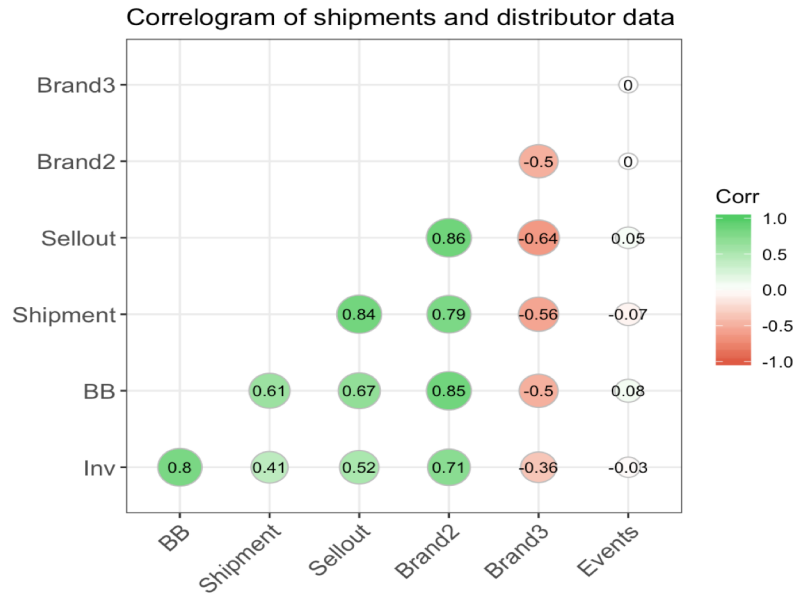 Correlogram of shipments and distributor data
Brand3 0
Brand2 -0.5 0
Sellout 0.86 -0.64 0.05
Shipment 0.84 0.79 -0.56 -0.07
BB 0.61 0.67 0.85 -0.5 0.08
Inv 0.8 0.41 0.52 0.71 -0.36 -0.03
BB Shipment Sellout Brand2 Brand3 Events
Corr
1.0
0.5
0.0
-0.5
-1.0